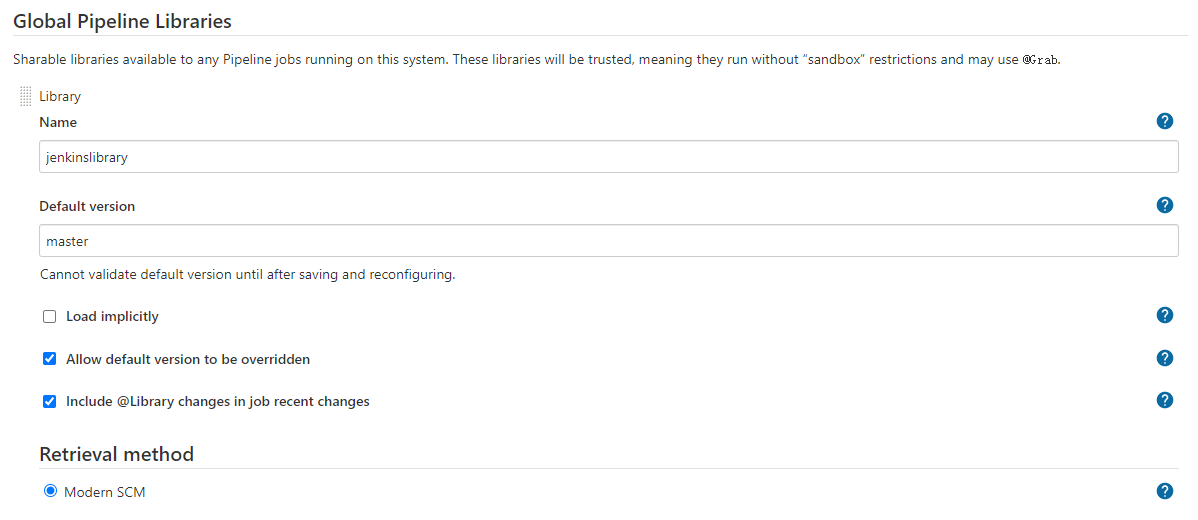 Global Pipeline Libraries
Sharable libraries available to any Pipeline jobs running on this system. These libraries will be trusted, meaning they run without “sandbox” restrictions and may use @Grab.
Library
Name
?
jenkinslibrary
Default version
?
master
Cannot validate default version until after saving and reconfiguring.
Load implicitly
?
Allow default version to be overridden
?
Include @Library changes in job recent changes
?
Retrieval method
Modern SCM
?